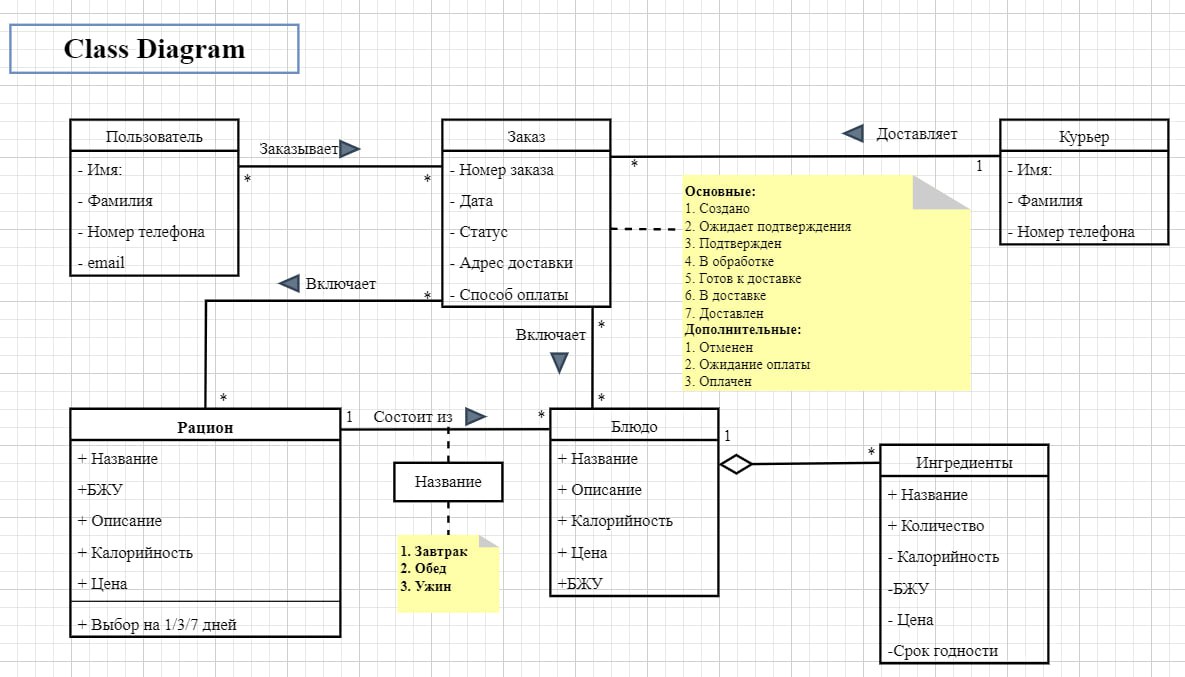 Class Diagram
Пользователь
- Имя:
- Фамилия
- Номер телефона
- email
Заказывает
*
*
Заказ
- Номер заказа
- Дата
- Статус
- Адрес доставки
- Способ оплаты
Доставляет
*
1
Курьер
- Имя:
- Фамилия
- Номер телефона
Основные:
1. Создано
2. Ожидает подтверждения
3. Подтвержден
4. В обработке
5. Готов к доставке
6. В доставке
7. Доставлен
Дополнительные:
1. Отменен
2. Ожидание оплаты
3. Оплачен
Включает
*
*
Включает
*
*
Рацион
+ Название
+БЖУ
+ Описание
+ Калорийность
+ Цена
+ Выбор на 1/3/7 дней
1
Состоит из
*
Название
1. Завтрак
2. Обед
3. Ужин
Блюдо
+ Название
+ Описание
+ Калорийность
+ Цена
+БЖУ
1
*
Ингредиенты
+ Название
+ Количество
- Калорийность
-БЖУ
- Цена
-Срок годности